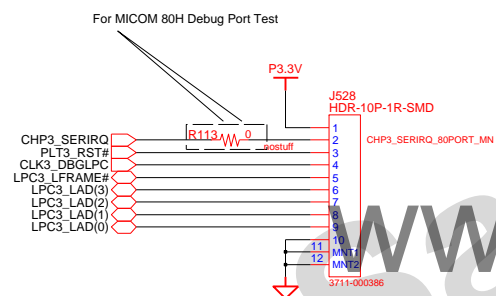 For MICOM 80H Debug Port Test
P3.3V
J528
HDR-10P-1R-SMD
R113 0
nostuff
CHP3_SERIRQ
PLT3_RST#
CLK3_DBGLPC
LPC3_LFRAME#
LPC3_LAD(3)
LPC3_LAD(2)
LPC3_LAD(1)
LPC3_LAD(0)
1
2 CHP3_SERIRQ_80PORT_MN
3
4
5
6
7
8
9
10
11 MNT1
12 MNT2
3711-000386